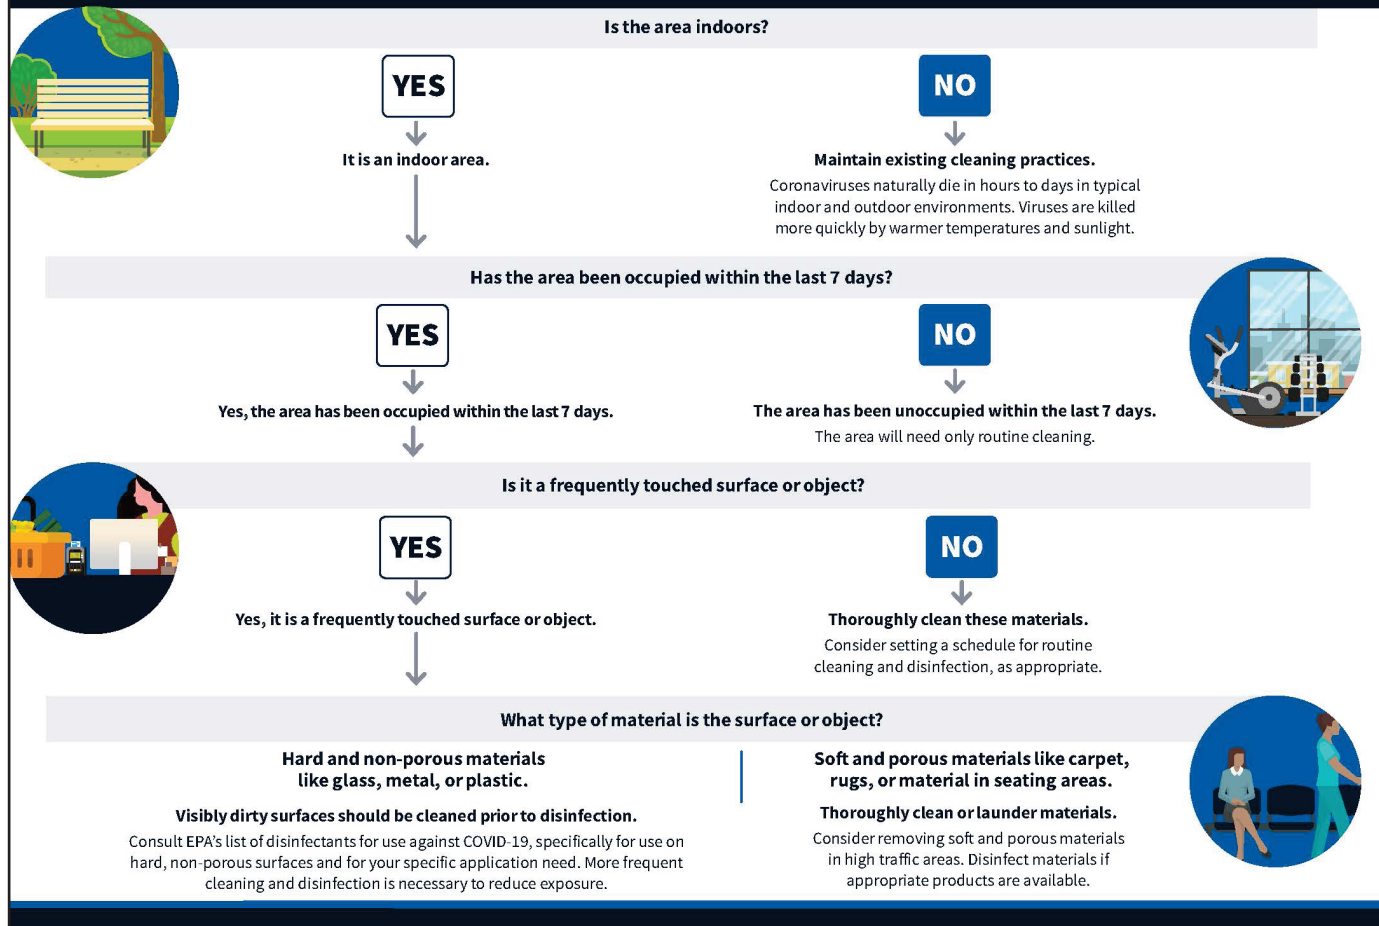 Is the area indoors?
YES
NO
It is an indoor area.
Maintain existing cleaning practices.
Coronaviruses naturally die in hours to days in typical
indoor and outdoor environments. Viruses are killed
more quickly by warmer temperatures and sunlight.
Has the area been occupied within the last 7 days?
YES
NO
Yes, the area has been occupied within the last 7 days.
The area has been unoccupied within the last 7 days.
The area will need only routine cleaning.
Is it a frequently touched surface or object?
YES
NO
Yes, it is a frequently touched surface or object.
Thoroughly clean these materials.
Consider setting a schedule for routine
cleaning and disinfection, as appropriate.
What type of material is the surface or object?
Hard and non-porous materials
like glass, metal, or plastic.
Visibly dirty surfaces should be cleaned prior to disinfection.
Consult EPA's list of disinfectants for use against COVID-19, specifically for use on
hard, non-porous surfaces and for your specific application need. More frequent
cleaning and disinfection is necessary to reduce exposure.
Soft and porous materials like carpet,
rugs, or material in seating areas.
Thoroughly clean or launder materials.
Consider removing soft and porous materials
in high traffic areas. Disinfect materials if
appropriate products are available.